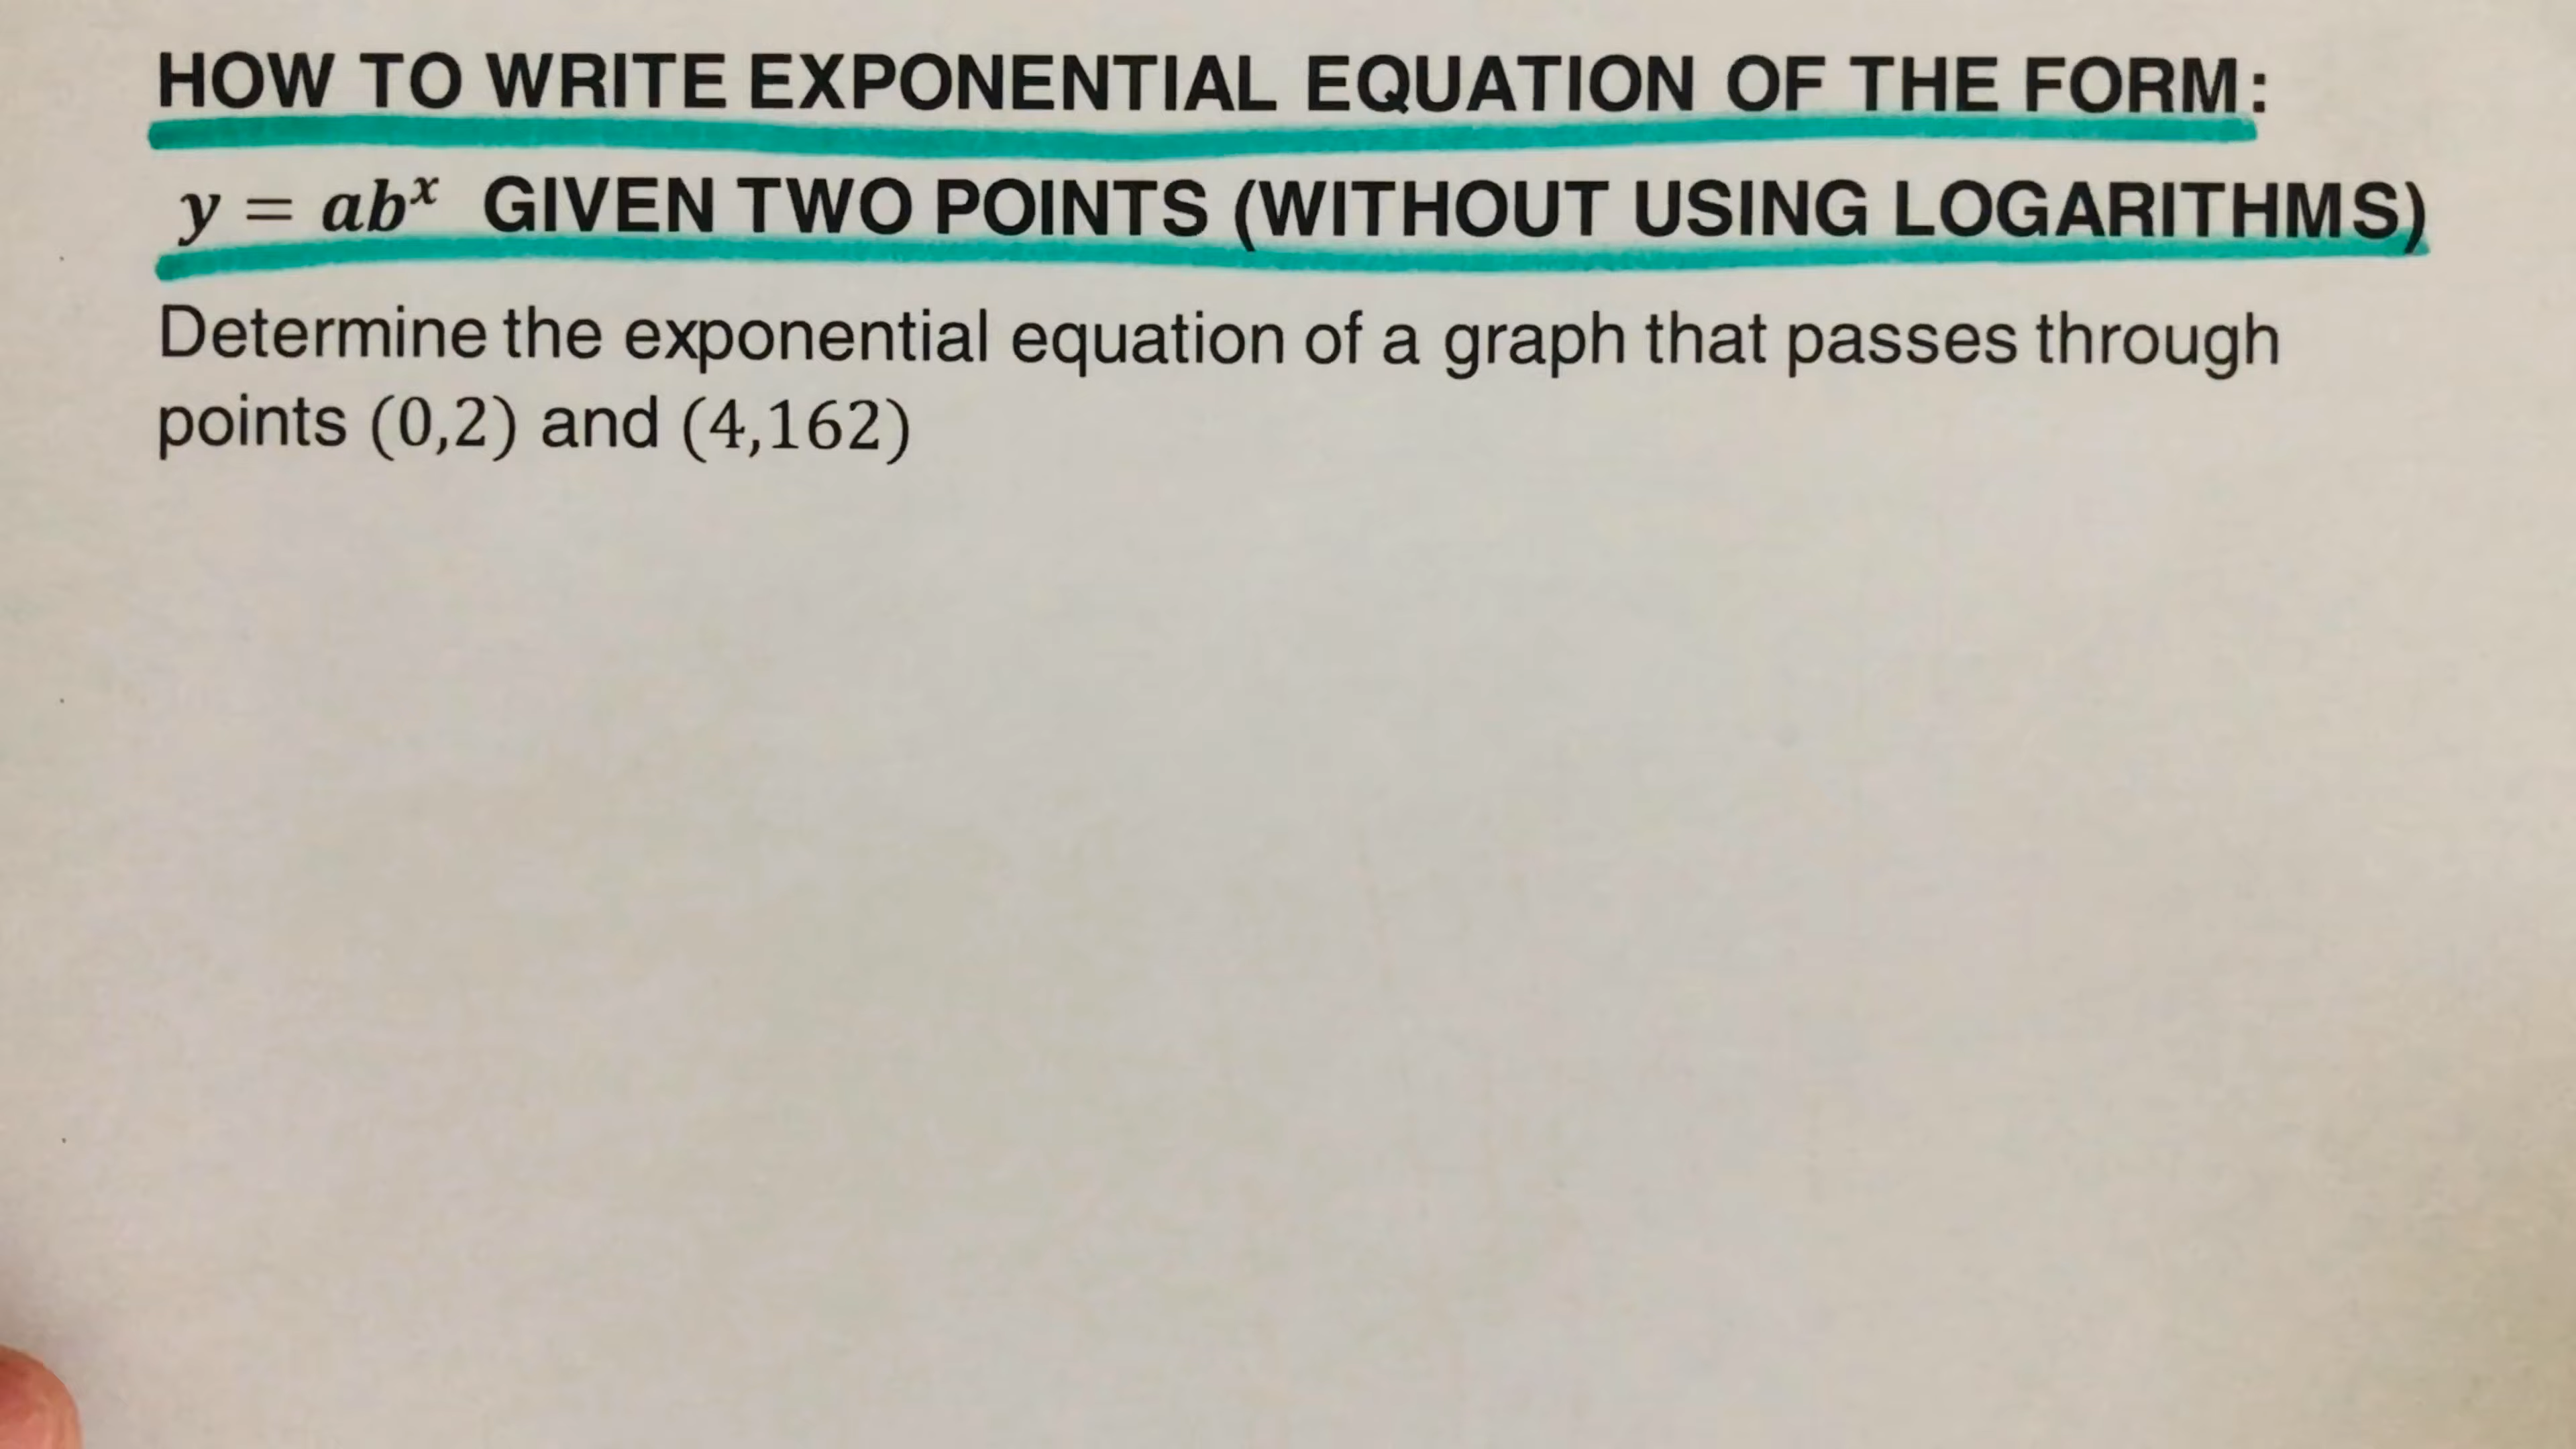 HOW TO WRITE EXPONENTIAL EQUATION OF THE FORM:
y = abˣ GIVEN TWO POINTS (WITHOUT USING LOGARITHMS)
Determine the exponential equation of a graph that passes through
points (0,2) and (4,162)